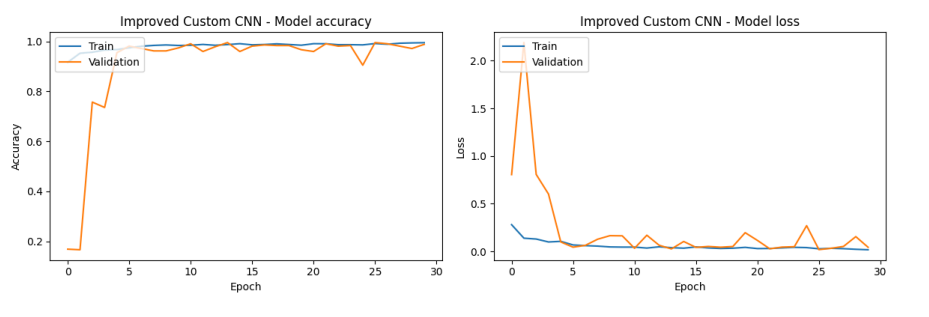 Improved Custom CNN - Model accuracy
Train
Validation
1.0
0.8
0.6
0.4
0.2
Accuracy
0 5 10 15 20 25 30
Epoch
Improved Custom CNN - Model loss
Train
Validation
2.0
1.5
1.0
0.5
0.0
Loss
0 5 10 15 20 25 30
Epoch